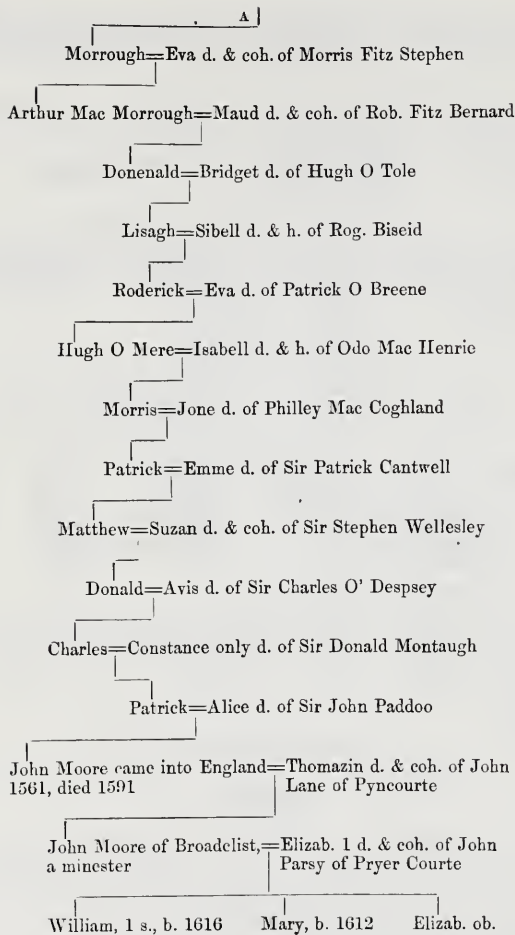 A
Morrough=Eva d. & coh. of Morris Fitz Stephen
Arthur Mac Morrough=Maud d. & coh. of Rob. Fitz Bernard
Donenald=Bridget d. of Hugh O Tole
Lisagh=Sibell d. & h. of Rog. Biseid
Roderick=Eva d. of Patrick O Breene
Hugh O Mere=Isabell d. & h. of Odo Mac Henric
Morris=Jone d. of Philley Mac Coghland
Patrick=Emme d. of Sir Patrick Cantwell
Matthew=Suzan d. & coh. of Sir Stephen Wellesley
Donald=Avis d. of Sir Charles O' Despsey
Charles=Constance only d. of Sir Donald Montaugh
Patrick=Alice d. of Sir John Paddoo
John Moore came into England=Thomazin d. & coh. of John
1561, died 1591 Lane of Pyncourte
John Moore of Broadclist,=Elizab. 1 d. & coh. of John
a minester Parsy of Pryer Courte
William, 1 s., b. 1616 Mary, b. 1612 Elizab. ob.